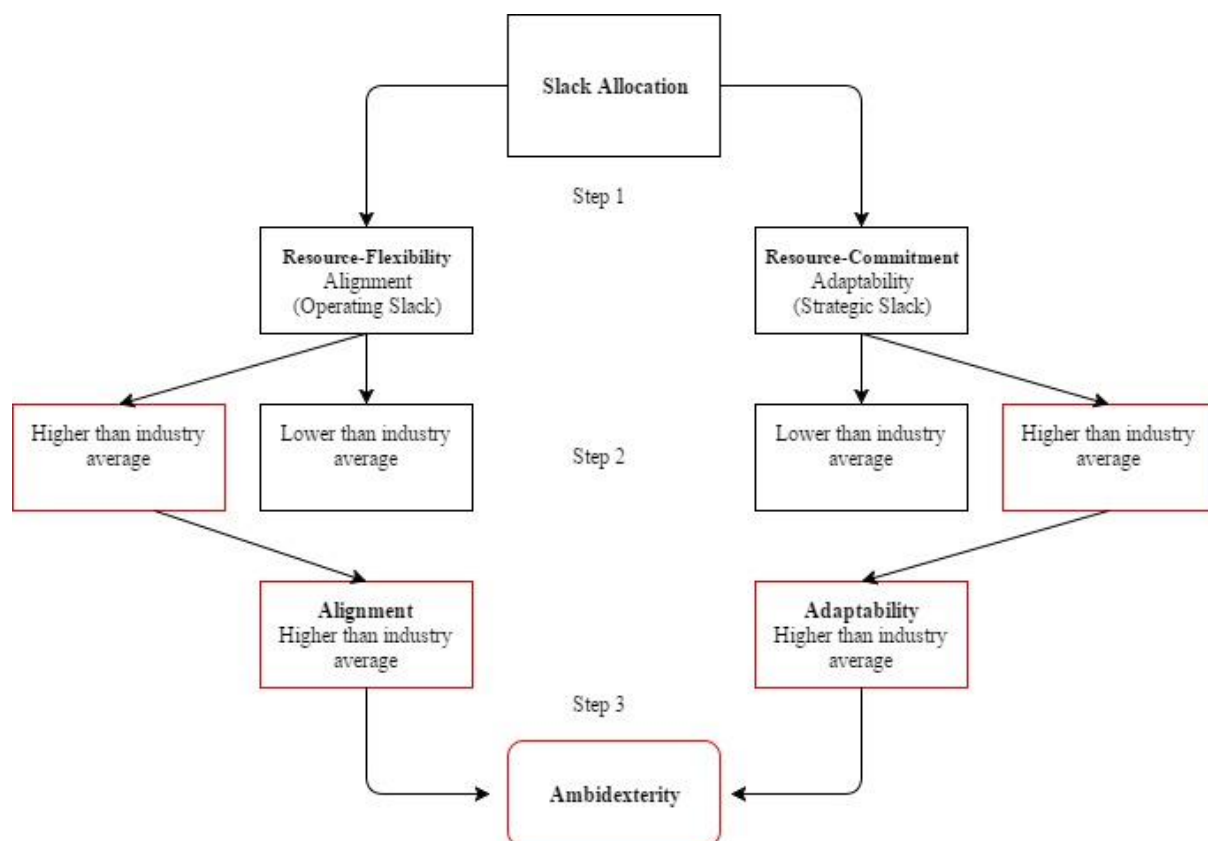 Slack Allocation
Step 1
Resource-Flexibility
Alignment
(Operating Slack)
Resource-Commitment
Adaptability
(Strategic Slack)
Higher than industry
average
Lower than industry
average
Step 2
Lower than industry
average
Higher than industry
average
Alignment
Higher than industry
average
Adaptability
Higher than industry
average
Step 3
Ambidexterity